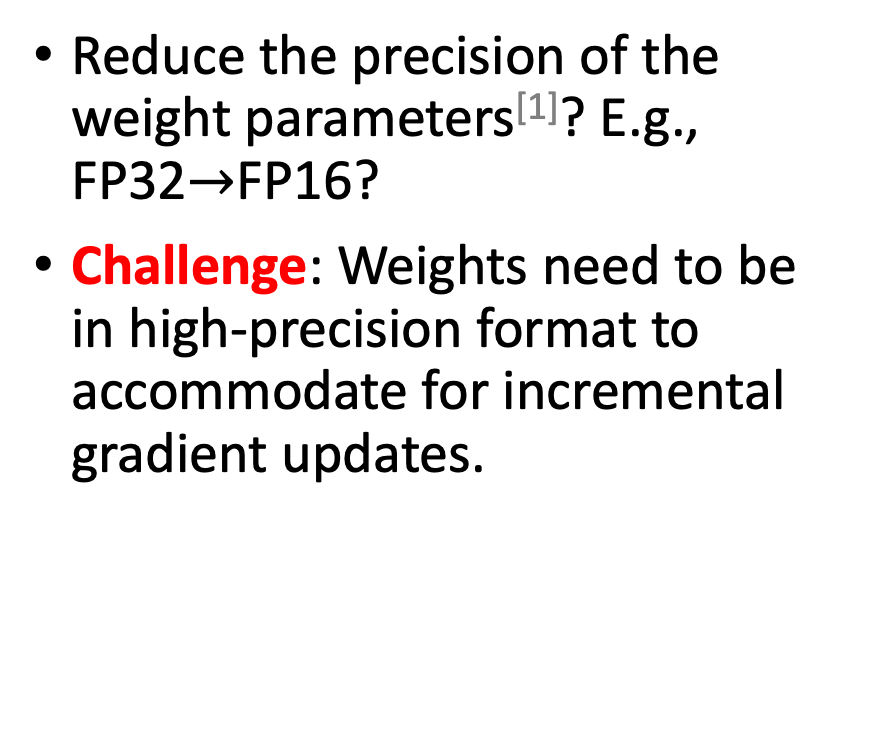 • Reduce the precision of the
weight parameters[1]? E.g.,
FP32→FP16?
• Challenge: Weights need to be
in high-precision format to
accommodate for incremental
gradient updates.